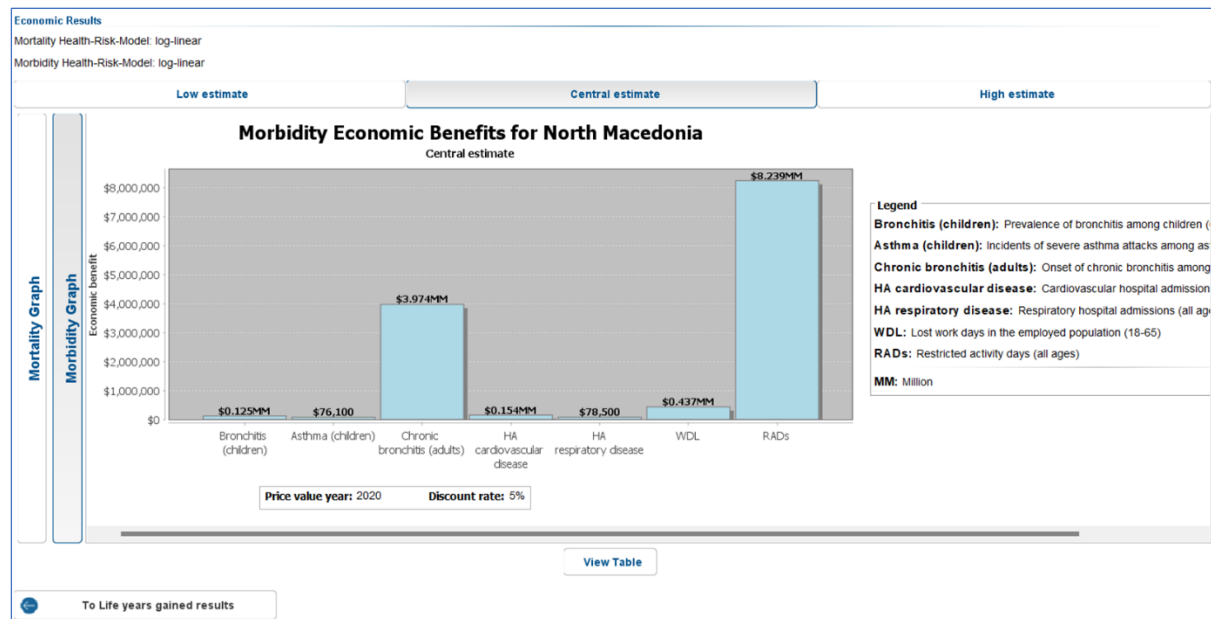 Economic Results
Mortality Health-Risk-Model: log-linear
Morbidity Health-Risk-Model: log-linear
Low estimate
Central estimate
High estimate
Mortality Graph
Morbidity Graph
Morbidity Economic Benefits for North Macedonia
Central estimate
Economic benefit
$8,000,000
$7,000,000
$6,000,000
$5,000,000
$4,000,000
$3,000,000
$2,000,000
$1,000,000
$0
$0.125MM
$76,100
$3.974MM
$0.154MM
$78,500
$0.437MM
$8.239MM
Bronchitis
(children)
Asthma (children)
Chronic
bronchitis (adults)
HA
cardiovascular
disease
HA
respiratory disease
WDL
RADs
Price value year: 2020
Discount rate: 5%
Legend
Bronchitis (children): Prevalence of bronchitis among children (
Asthma (children): Incidents of severe asthma attacks among as
Chronic bronchitis (adults): Onset of chronic bronchitis among
HA cardiovascular disease: Cardiovascular hospital admission
HA respiratory disease: Respiratory hospital admissions (all ag
WDL: Lost work days in the employed population (18-65)
RADs: Restricted activity days (all ages)
MM: Million
View Table
To Life years gained results